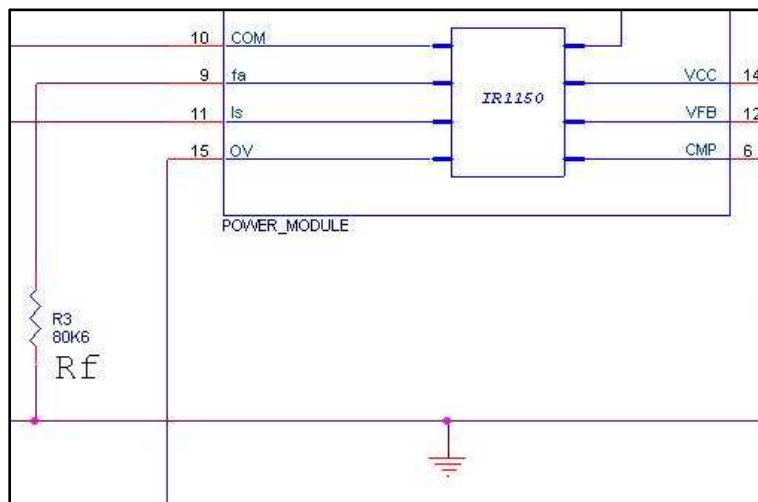 10 COM
9 fa
11 Is
15 OV
IR1150
VCC 14
VFB 12
CMP 6
POWER_MODULE
R3
80K6
Rf